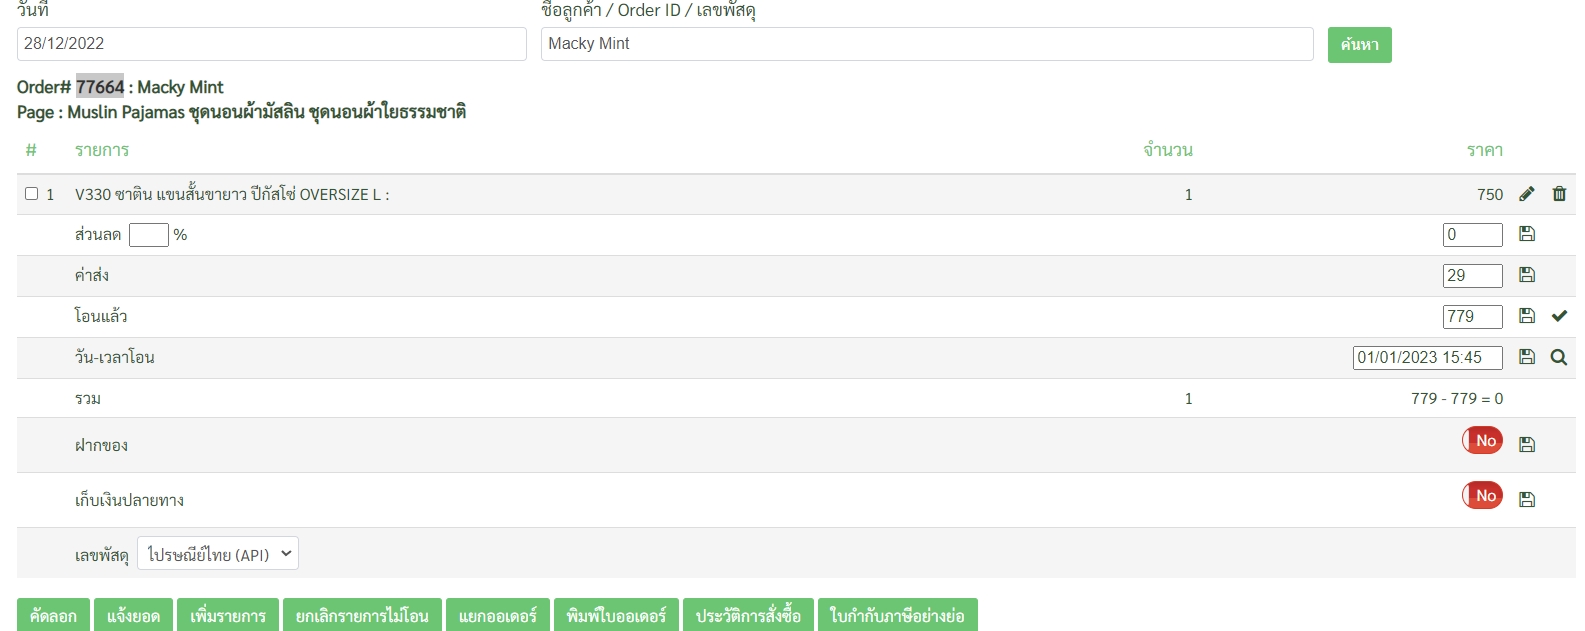 วันที่
ชื่อลูกค้า / Order ID / เลขพัสดุ
28/12/2022
Macky Mint
ค้นหา
Order# 77664 : Macky Mint
Page : Muslin Pajamas ชุดนอนผ้ามัสลิน ชุดนอนผ้าใยธรรมชาติ
# รายการ จำนวน ราคา
1 V330 ซาติน แขนสั้นขายาว ปีกัสโซ่ OVERSIZE L : 1 750
ส่วนลด % 0
ค่าส่ง 29
โอนแล้ว 779
วัน-เวลาโอน 01/01/2023 15:45
รวม 1 779 - 779 = 0
ฝากของ No
เก็บเงินปลายทาง No
เลขพัสดุ ไปรษณีย์ไทย (API)
คัดลอก แจ้งยอด เพิ่มรายการ ยกเลิกรายการไม่โอน แยกออเดอร์ พิมพ์ใบออเดอร์ ประวัติการสั่งซื้อ ใบกำกับภาษีอย่างย่อ